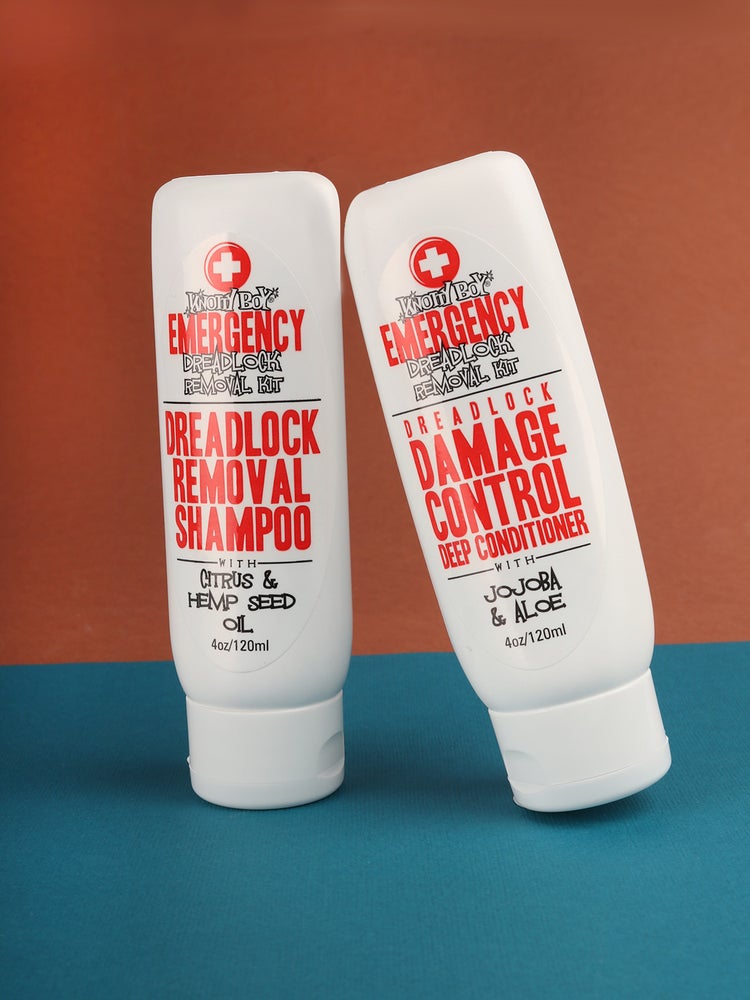 Knotty Boy®
EMERGENCY
DREADLOCK
REMOVAL KIT
DREADLOCK
REMOVAL
SHAMPOO
WITH
CITRUS &
HEMP SEED
OIL
4oz/120ml
Knotty Boy
EMERGENCY
DREADLOCK
REMOVAL KIT
DREADLOCK
DAMAGE
CONTROL
DEEP CONDITIONER
WITH
JOJOBA
& ALOE
4oz/120ml